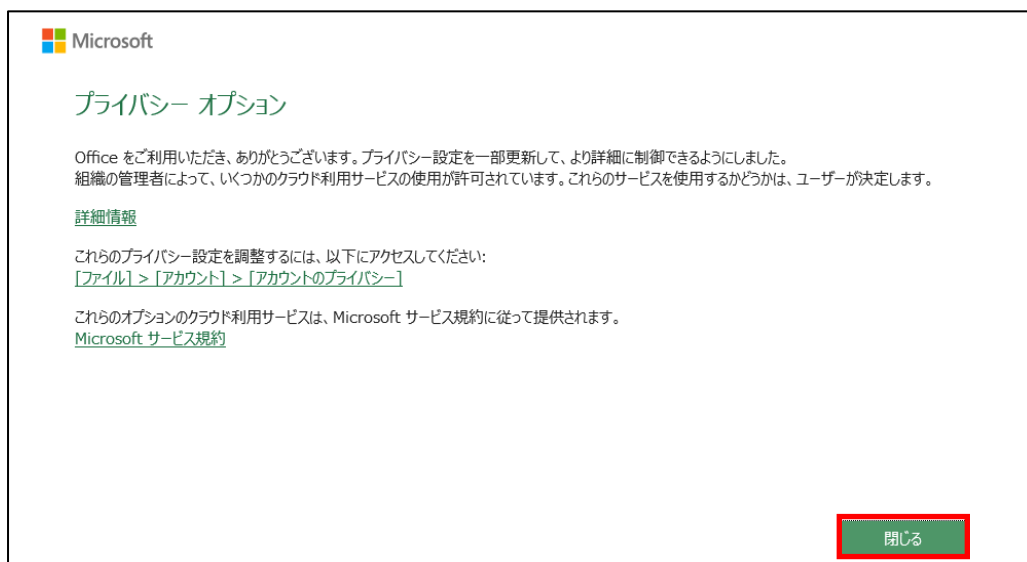 Microsoft
プライバシー オプション
Office をご利用いただき、ありがとうございます。プライバシー設定を一部更新して、より詳細に制御できるようにしました。
組織の管理者によって、いくつかのクラウド利用サービスの使用が許可されています。これらのサービスを使用するかどうかは、ユーザーが決定します。
詳細情報
これらのプライバシー設定を調整するには、以下にアクセスしてください:
[ファイル] > [アカウント] > [アカウントのプライバシー]
これらのオプションのクラウド利用サービスは、Microsoft サービス規約に従って提供されます。
Microsoft サービス規約
閉じる